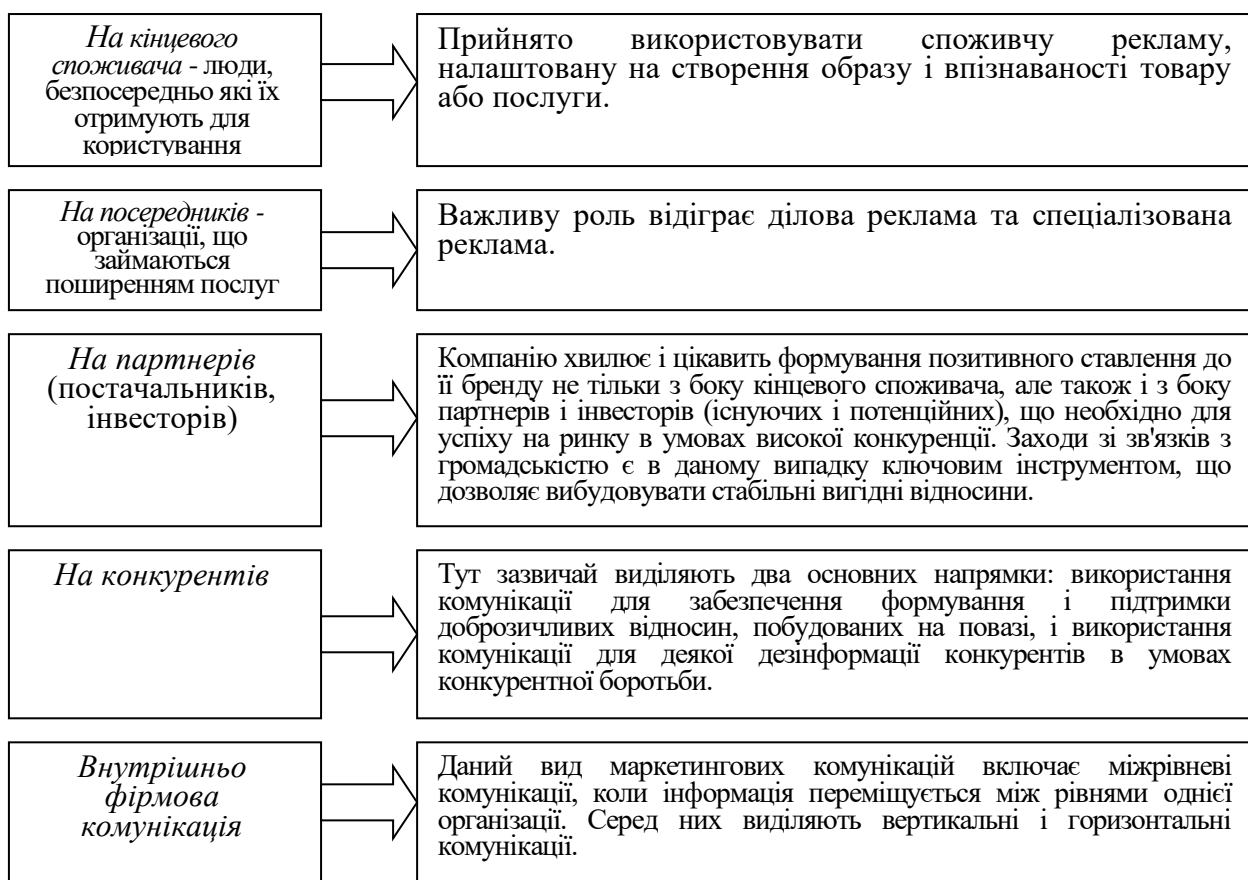 На кінцевого
споживача - люди,
безпосередньо які їх
отримують для
користування
Прийнято використовувати споживчу рекламу,
налаштовану на створення образу і впізнаваності товару
або послуги.
На посередників -
організації, що
займаються
поширенням послуг
Важливу роль відіграє ділова реклама та спеціалізована
реклама.
На партнерів
(постачальників,
інвесторів)
Компанію хвилює і цікавить формування позитивного ставлення до
її бренду не тільки з боку кінцевого споживача, але також і з боку
партнерів і інвесторів (існуючих і потенційних), що необхідно для
успіху на ринку в умовах високої конкуренції. Заходи зі зв'язків з
громадськістю є в даному випадку ключовим інструментом, що
дозволяє вибудовувати стабільні вигідні відносини.
На конкурентів
Тут зазвичай виділяють два основних напрямки: використання
комунікації для забезпечення формування і підтримки
доброзичливих відносин, побудованих на повазі, і використання
комунікації для деякої дезінформації конкурентів в умовах
конкурентної боротьби.
Внутрішньо
фірмова
комунікація
Даний вид маркетингових комунікацій включає міжрівневі
комунікації, коли інформація переміщується між рівнями однієї
організації. Серед них виділяють вертикальні і горизонтальні
комунікації.